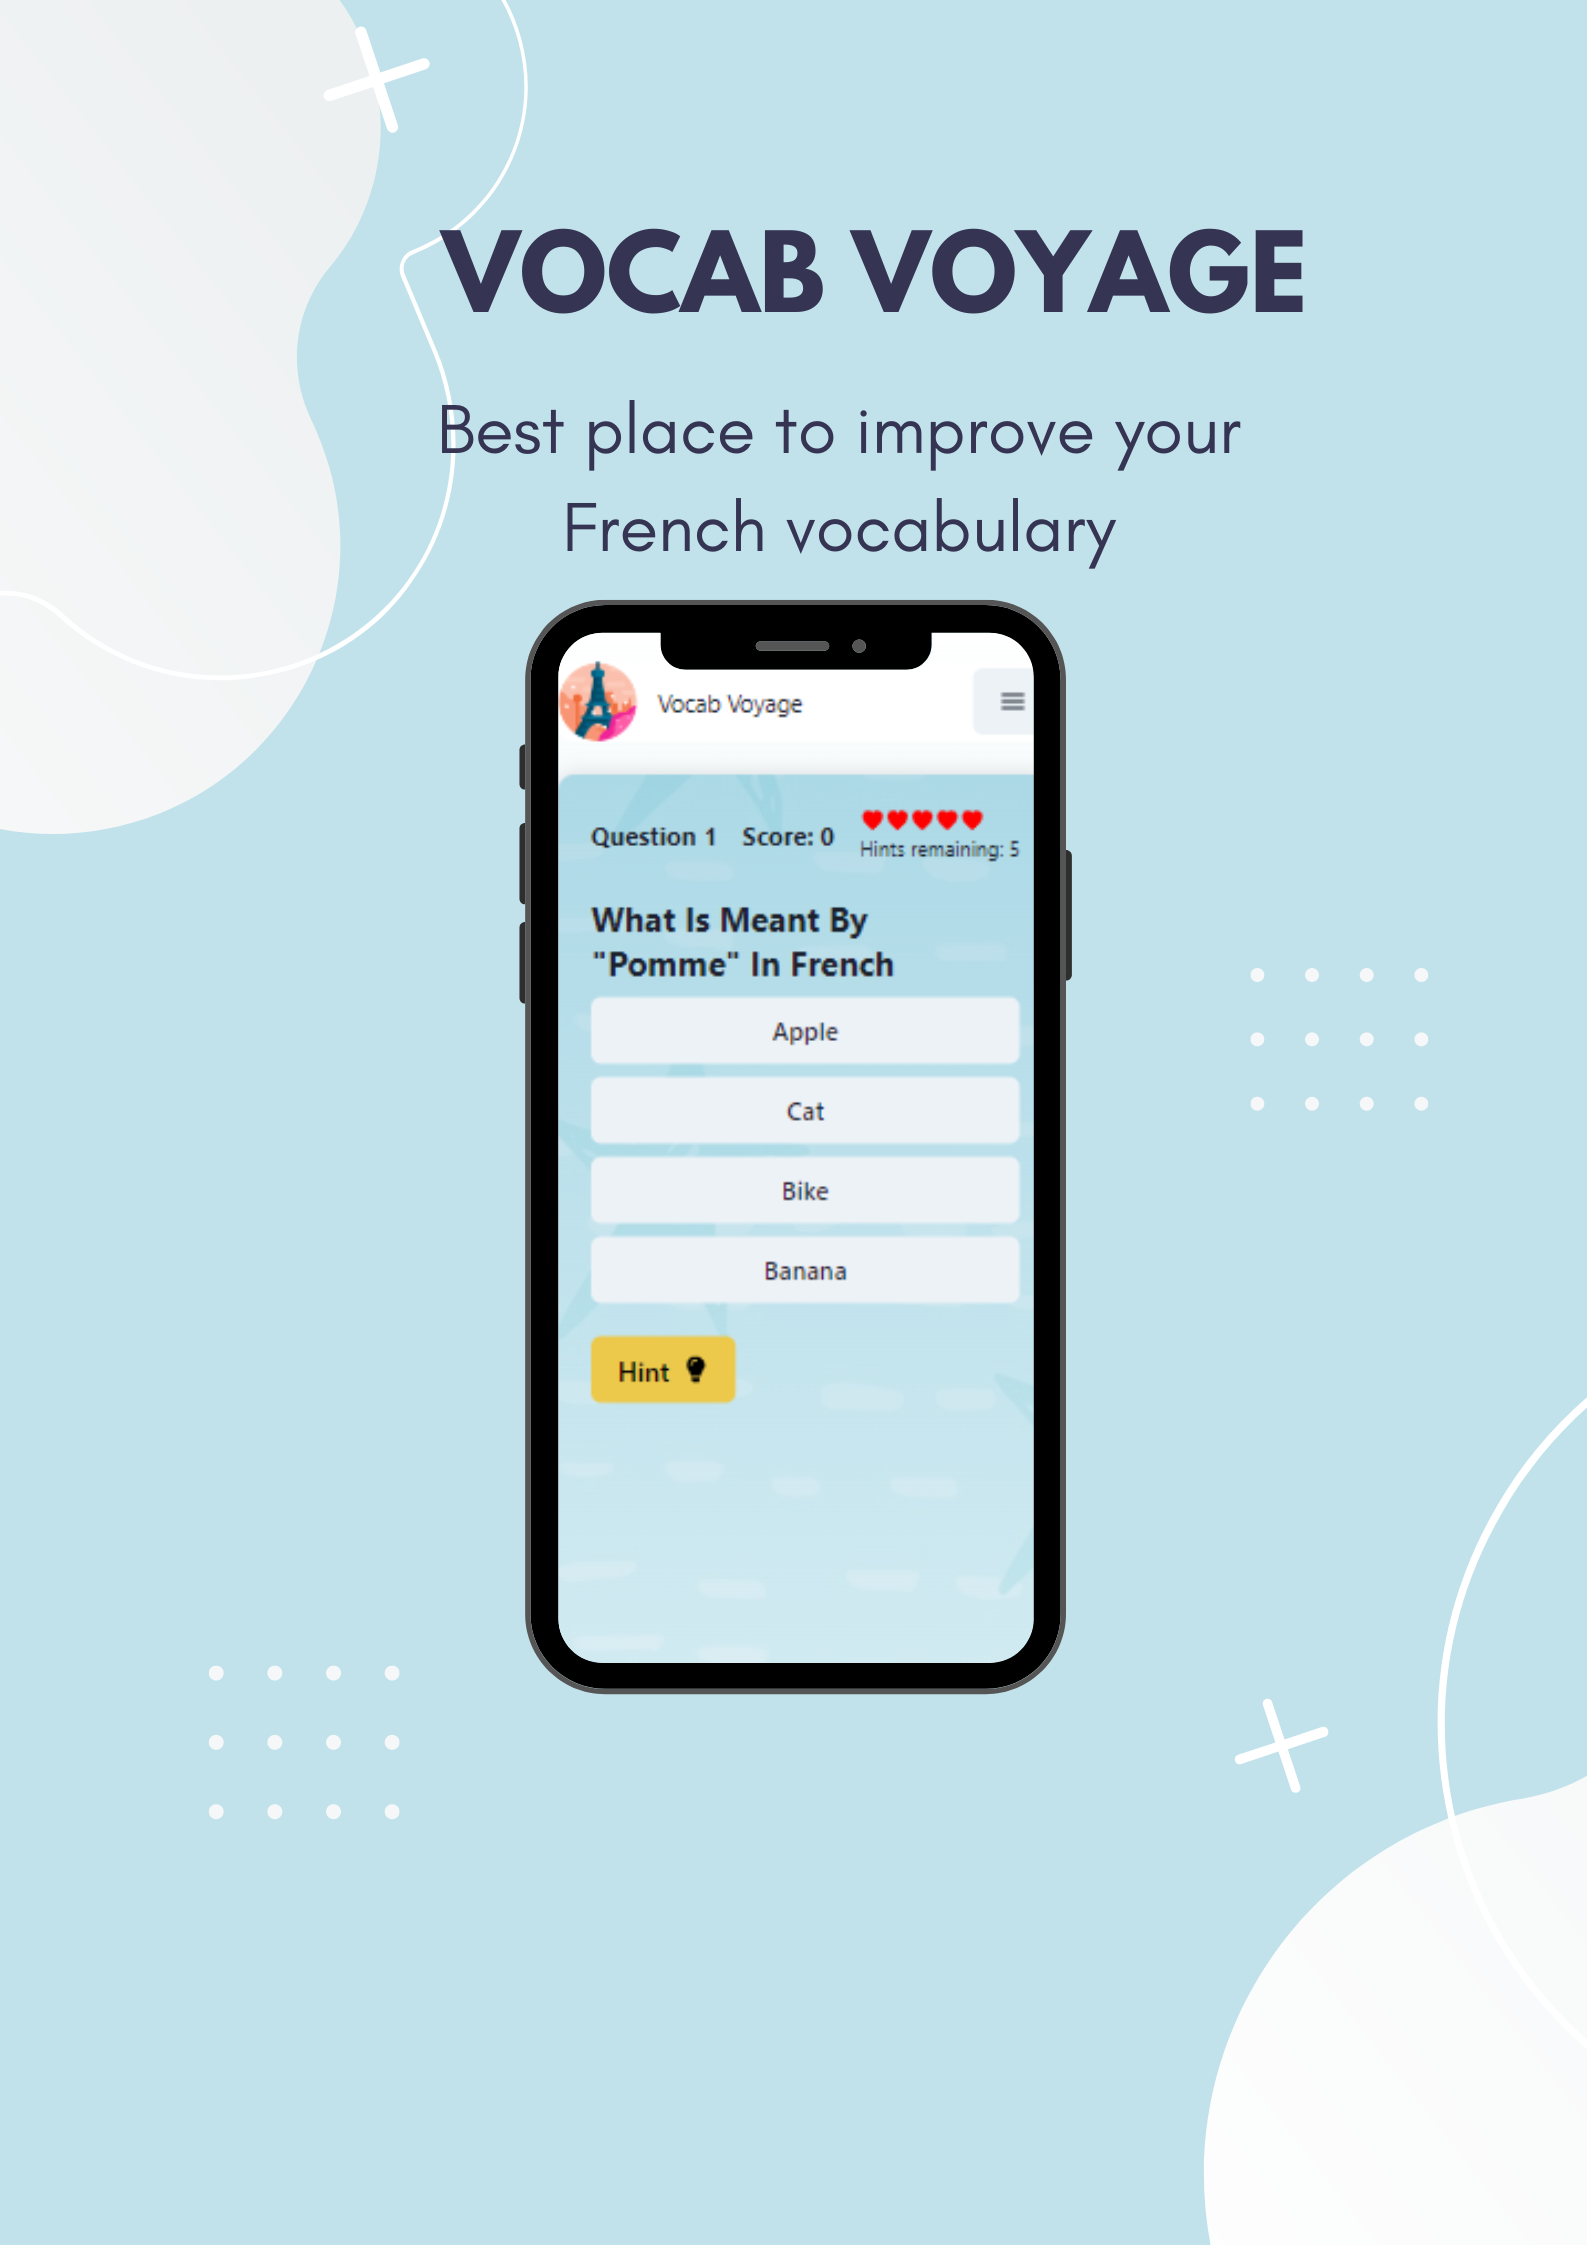 VOCAB VOYAGE
Best place to improve your
French vocabulary
Vocab Voyage
Question 1 Score: 0
Hints remaining: 5
What Is Meant By
"Pomme" In French
Apple
Cat
Bike
Banana
Hint